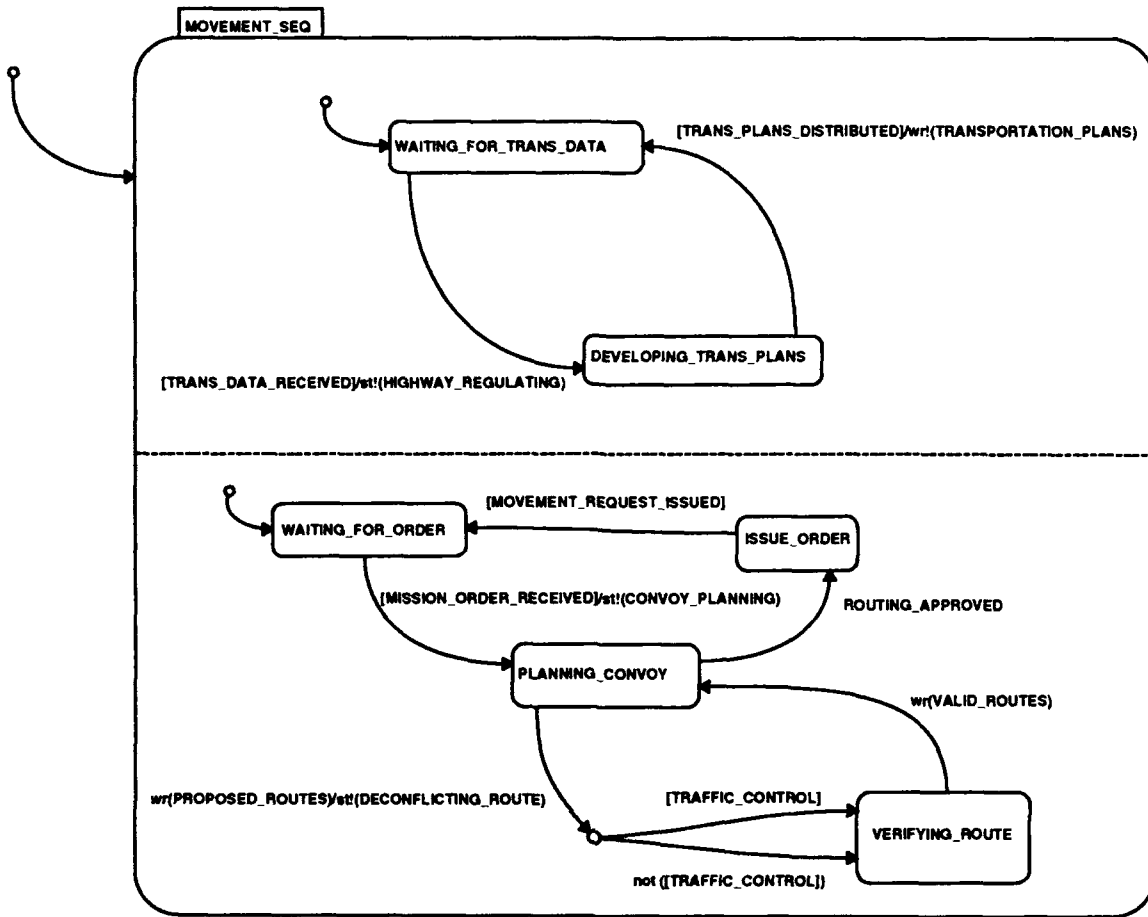 MOVEMENT_SEQ
WAITING_FOR_TRANS_DATA
[TRANS_PLANS_DISTRIBUTED]/wr!(TRANSPORTATION_PLANS)
DEVELOPING_TRANS_PLANS
[TRANS_DATA_RECEIVED]/st!(HIGHWAY_REGULATING)
[MOVEMENT_REQUEST_ISSUED]
WAITING_FOR_ORDER
ISSUE_ORDER
[MISSION_ORDER_RECEIVED]/st!(CONVOY_PLANNING)
ROUTING_APPROVED
PLANNING_CONVOY
wr(VALID_ROUTES)
wr(PROPOSED_ROUTES)/st!(DECONFLICTING_ROUTE)
[TRAFFIC_CONTROL]
VERIFYING_ROUTE
not ([TRAFFIC_CONTROL])